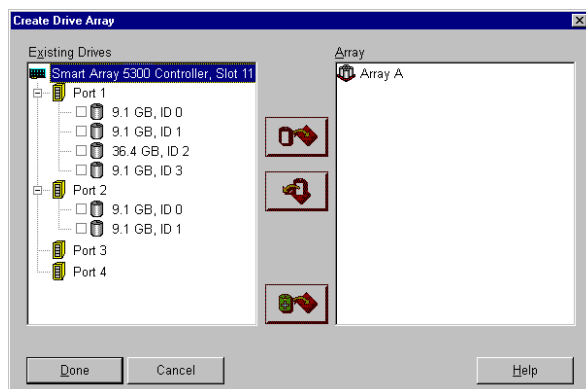 Create Drive Array
Existing Drives
Smart Array 5300 Controller, Slot 11
Port 1
9.1 GB, ID 0
9.1 GB, ID 1
36.4 GB, ID 2
9.1 GB, ID 3
Port 2
9.1 GB, ID 0
9.1 GB, ID 1
Port 3
Port 4
Array
Array A
Done
Cancel
Help